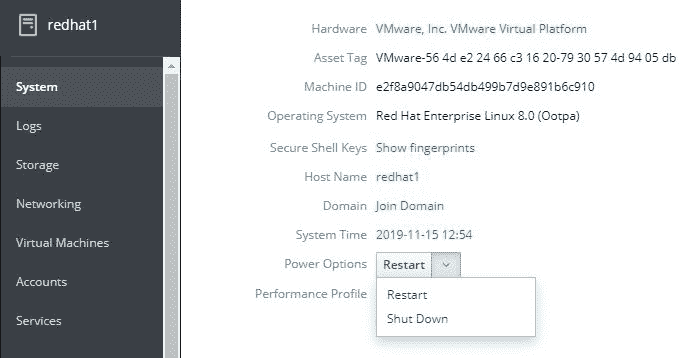 redhat1
System
Logs
Storage
Networking
Virtual Machines
Accounts
Services
Hardware VMware, Inc. VMware Virtual Platform
Asset Tag VMware-56 4d e2 24 66 c3 16 20-79 30 57 4d 94 05 db
Machine ID e2f8a9047db54db499b7d9e891b6c910
Operating System Red Hat Enterprise Linux 8.0 (Ootpa)
Secure Shell Keys Show fingerprints
Host Name redhat1
Domain Join Domain
System Time 2019-11-15 12:54
Power Options Restart
Performance Profile
Restart
Shut Down